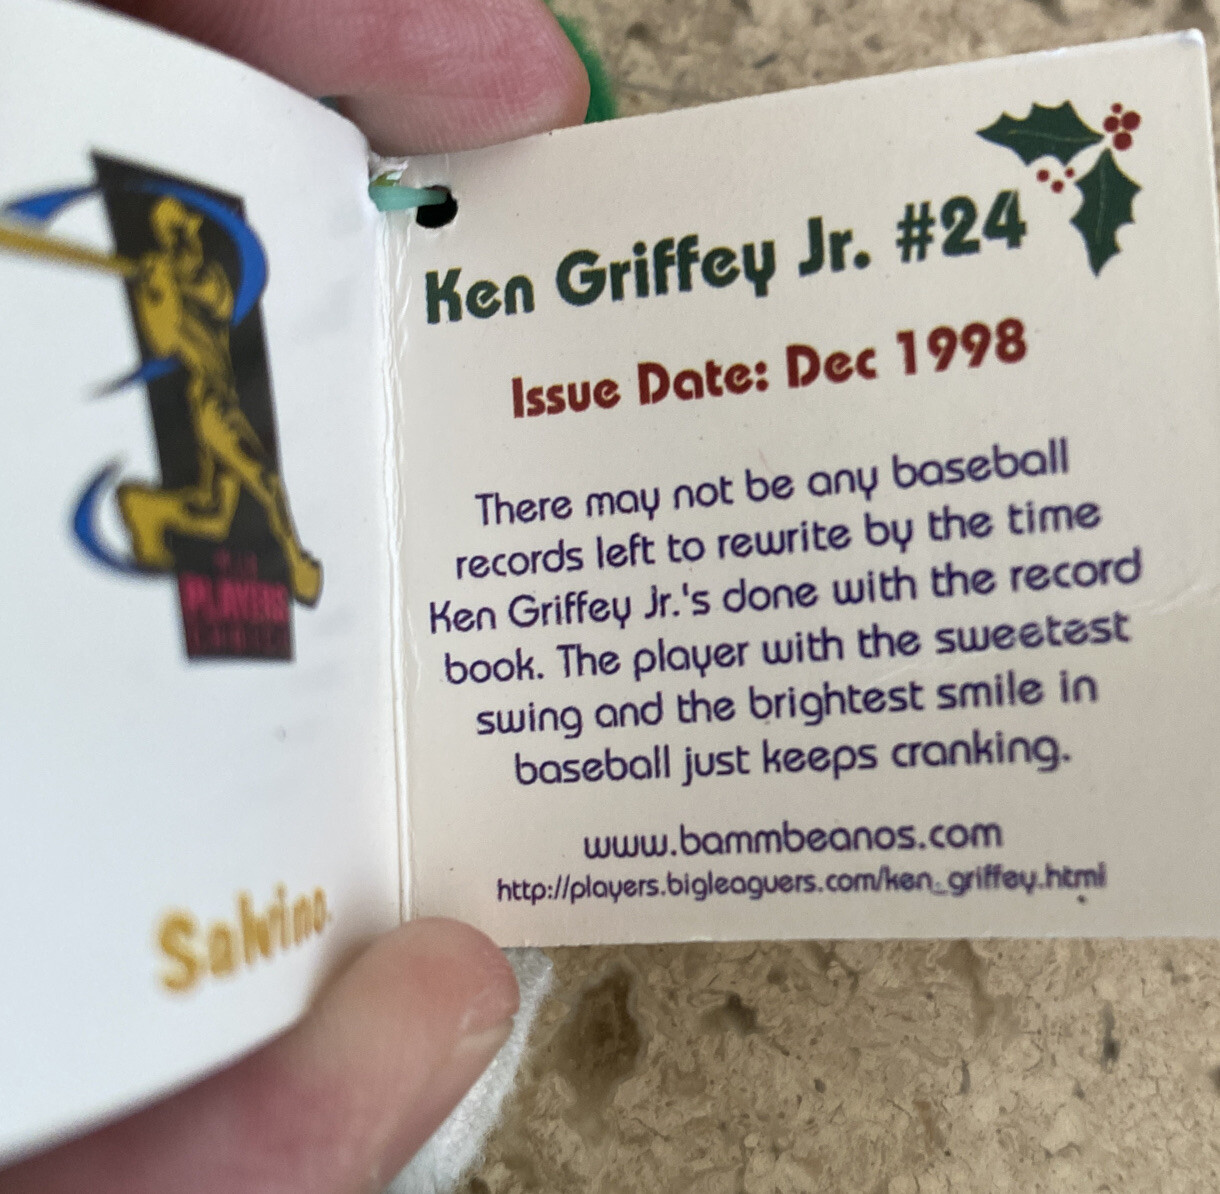 PLAYERS
Salvino.
Ken Griffey Jr. #24
Issue Date: Dec 1998
There may not be any baseball
records left to rewrite by the time
Ken Griffey Jr.'s done with the record
book. The player with the sweetest
swing and the brightest smile in
baseball just keeps cranking.
www.bammbeanos.com
http://players.bigleaguers.com/ken_griffey.html